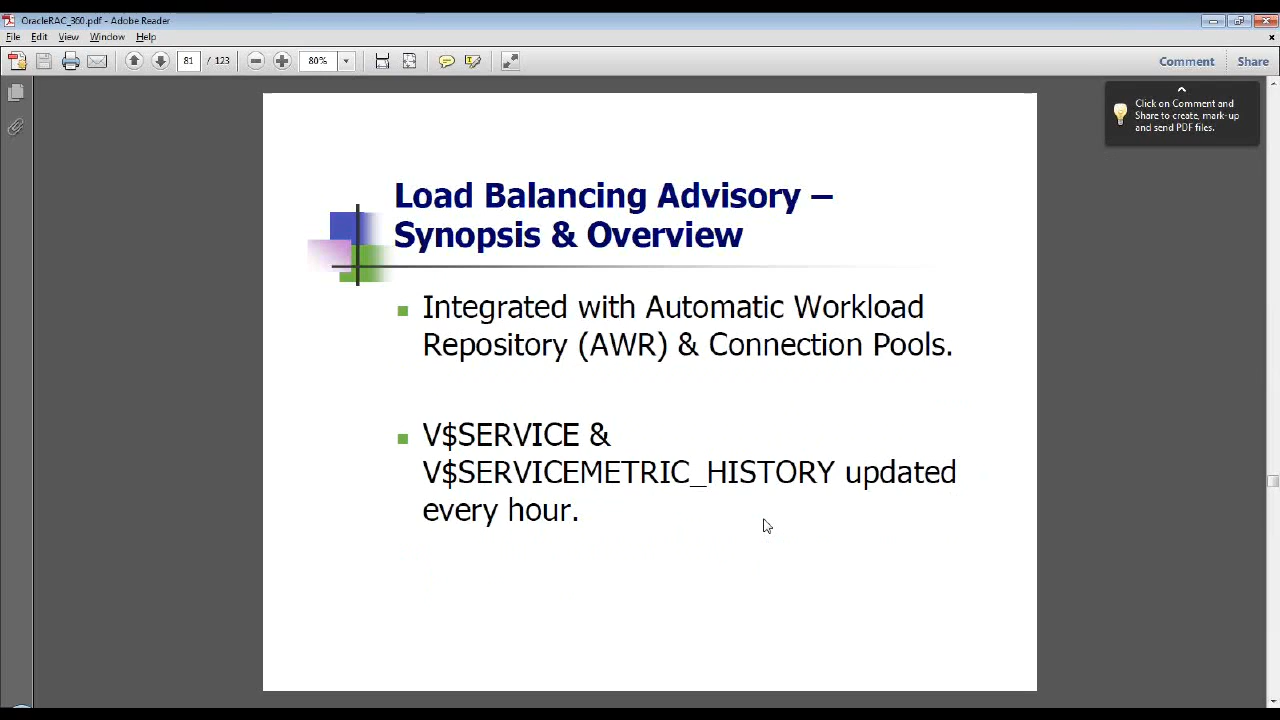 OracleRAC_360.pdf - Adobe Reader
File Edit View Window Help
81 / 123 80% Comment Share
Click on Comment and
Share to create, mark-up
and send PDF files.
Load Balancing Advisory –
Synopsis & Overview
Integrated with Automatic Workload
Repository (AWR) & Connection Pools.
V$SERVICE &
V$SERVICEMETRIC_HISTORY updated
every hour.